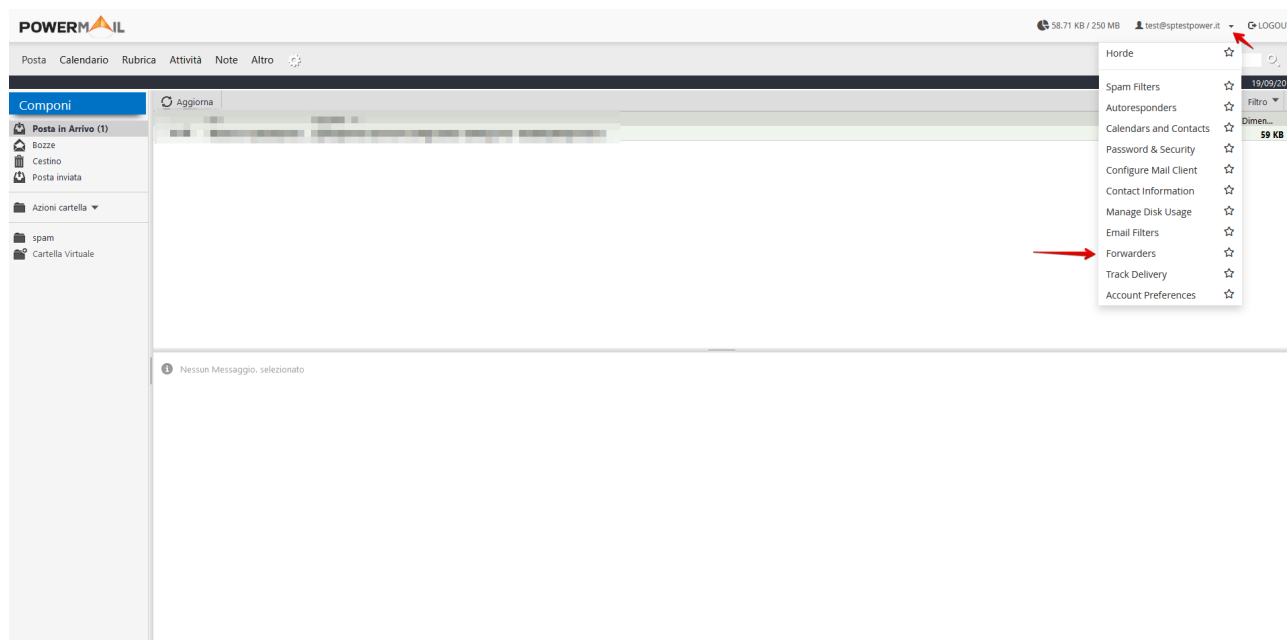 POWERMAIL
58.71 KB / 250 MB test@sptestpower.it LOGOU
Posta Calendario Rubrica Attività Note Altro
Horde
Spam Filters
Autoresponders
Calendars and Contacts
Password & Security
Configure Mail Client
Contact Information
Manage Disk Usage
Email Filters
Forwarders
Track Delivery
Account Preferences
19/09/20
Componi
Aggiorna
Filtro
Dimen...
59 KB
Posta in Arrivo (1)
Bozze
Cestino
Posta inviata
Azioni cartella
spam
Cartella Virtuale
Nessun Messaggio. selezionato